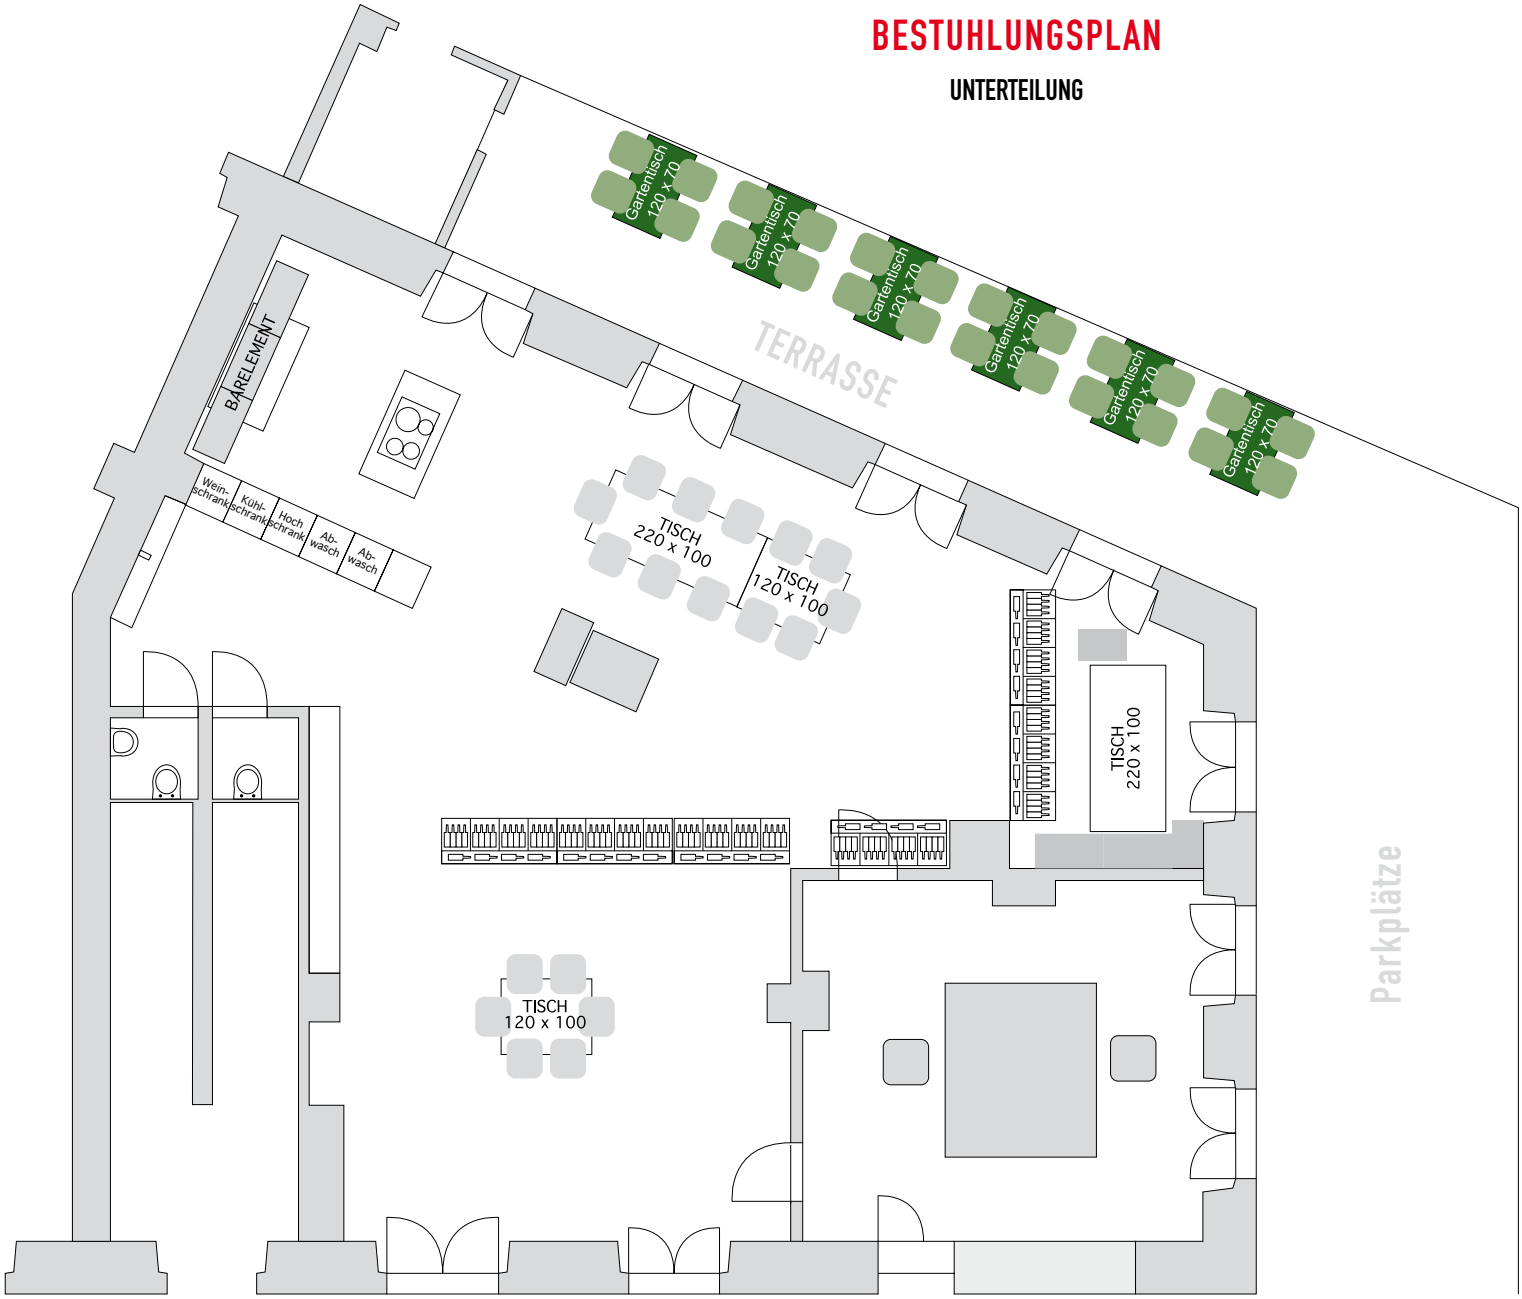 BESTUHLUNGSPLAN
UNTERTEILUNG
Gartentisch
120 x 70
Gartentisch
120 x 70
Gartentisch
120 x 70
Gartentisch
120 x 70
Gartentisch
120 x 70
Gartentisch
120 x 70
TERRASSE
BARELEMENT
Wein-
schrank
Kühl-
schrank
Hoch
schrank
Ab-
wasch
Ab-
wasch
TISCH
220 x 100
TISCH
120 x 100
TISCH
220 x 100
TISCH
120 x 100
Parkplätze